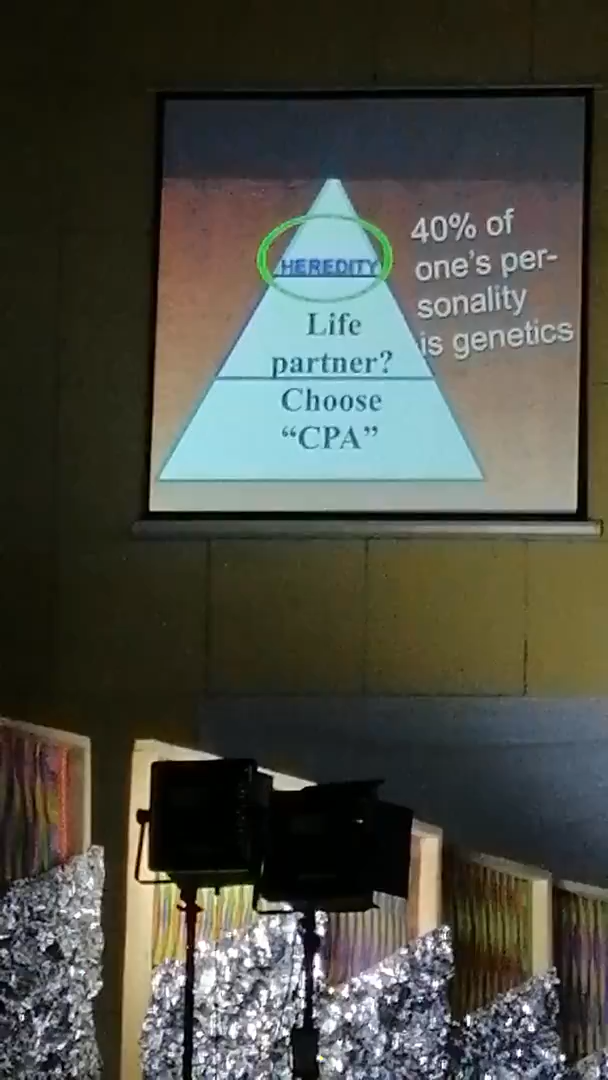 HEREDITY
Life
partner?
Choose
“CPA”
40% of
one's per-
sonality
is genetics